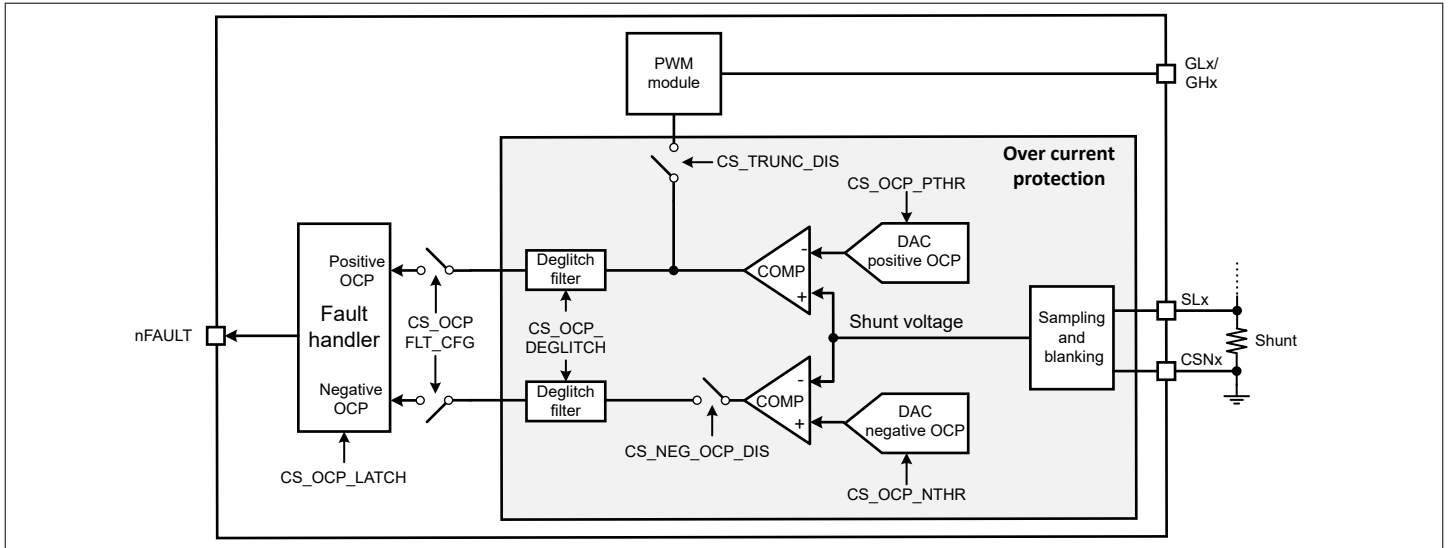 PWM
module
GLx/
GHx
CS_TRUNC_DIS
Over current
protection
CS_OCP_PTHR
DAC
positive OCP
-
COMP
+
Deglitch
filter
Positive
OCP
Fault
handler
nFAULT
CS_OCP
FLT_CFG
CS_OCP_
DEGLITCH
Shunt voltage
Sampling
and
blanking
SLx
Shunt
CSNx
Negative
OCP
Deglitch
filter
-
COMP
+
DAC
negative OCP
CS_NEG_OCP_DIS
CS_OCP_LATCH
CS_OCP_NTHR